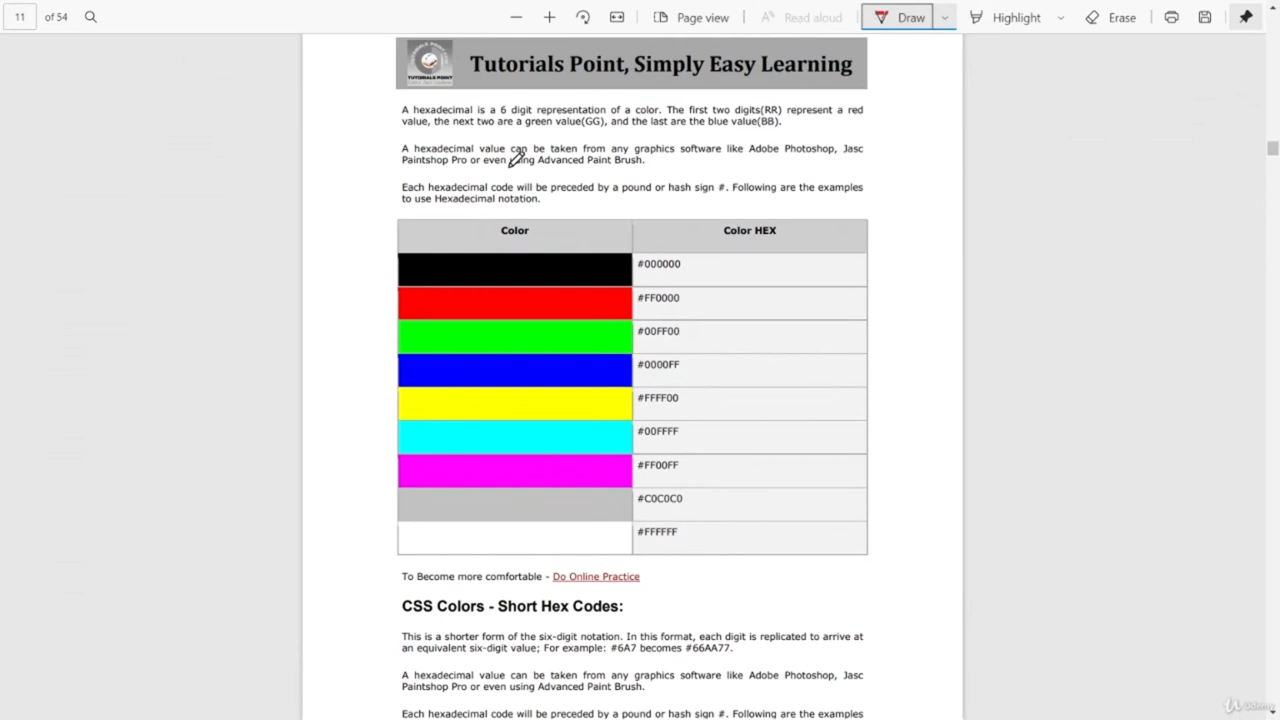 11 of 54 Page view Read aloud Draw Highlight Erase
TUTORIALS POINT
Tutorials Point, Simply Easy Learning
A hexadecimal is a 6 digit representation of a color. The first two digits(RR) represent a red
value, the next two are a green value(GG), and the last are the blue value(BB).
A hexadecimal value can be taken from any graphics software like Adobe Photoshop, Jasc
Paintshop Pro or even using Advanced Paint Brush.
Each hexadecimal code will be preceded by a pound or hash sign #. Following are the examples
to use Hexadecimal notation.
Color Color HEX
#000000
#FF0000
#00FF00
#0000FF
#FFFF00
#00FFFF
#FF00FF
#C0C0C0
#FFFFFF
To Become more comfortable - Do Online Practice
CSS Colors - Short Hex Codes:
This is a shorter form of the six-digit notation. In this format, each digit is replicated to arrive at
an equivalent six-digit value; For example: #6A7 becomes #66AA77.
A hexadecimal value can be taken from any graphics software like Adobe Photoshop, Jasc
Paintshop Pro or even using Advanced Paint Brush.
Each hexadecimal code will be preceded by a pound or hash sign #. Following are the examples
Udemy